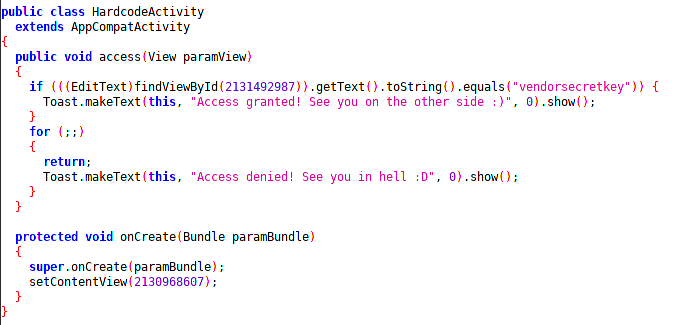 public class HardcodeActivity
  extends AppCompatActivity
{
  public void access(View paramView)
  {
    if (((EditText)findViewById(2131492987)).getText().toString().equals("vendorsecretkey")) {
      Toast.makeText(this, "Access granted! See you on the other side :)", 0).show();
    }
    for (;;)
    {
      return;
      Toast.makeText(this, "Access denied! See you in hell :D", 0).show();
    }
  }

  protected void onCreate(Bundle paramBundle)
  {
    super.onCreate(paramBundle);
    setContentView(2130968607);
  }
}